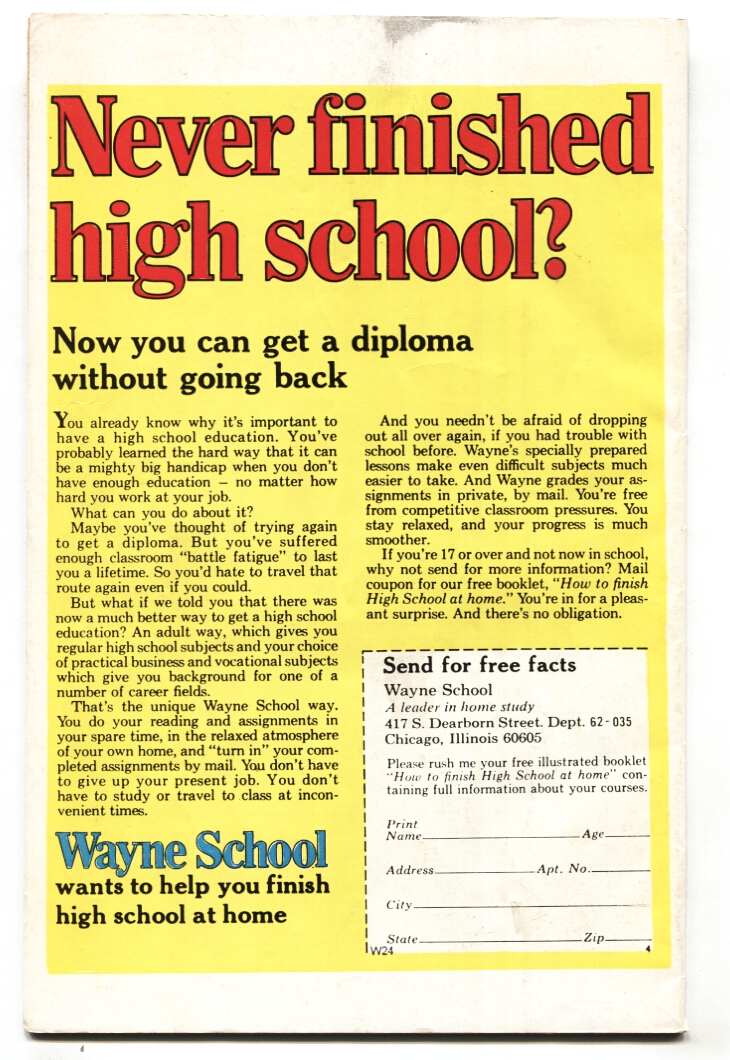 Never finished
high school?
Now you can get a diploma
without going back
You already know why it's important to
have a high school education. You've
probably learned the hard way that it can
be a mighty big handicap when you don't
have enough education – no matter how
hard you work at your job.
What can you do about it?
Maybe you've thought of trying again
to get a diploma. But you've suffered
enough classroom "battle fatigue" to last
you a lifetime. So you'd hate to travel that
route again even if you could.
But what if we told you that there was
now a much better way to get a high school
education? An adult way, which gives you
regular high school subjects and your choice
of practical business and vocational subjects
which give you background for one of a
number of career fields.
That's the unique Wayne School way.
You do your reading and assignments in
your spare time, in the relaxed atmosphere
of your own home, and "turn in" your com-
pleted assignments by mail. You don't have
to give up your present job. You don't
have to study or travel to class at incon-
venient times.
Wayne School
wants to help you finish
high school at home
And you needn't be afraid of dropping
out all over again, if you had trouble with
school before. Wayne's specially prepared
lessons make even difficult subjects much
easier to take. And Wayne grades your as-
signments in private, by mail. You're free
from competitive classroom pressures. You
stay relaxed, and your progress is much
smoother.
If you're 17 or over and not now in school,
why not send for more information? Mail
coupon for our free booklet, "How to finish
High School at home." You're in for a pleas-
ant surprise. And there's no obligation.
Send for free facts
Wayne School
A leader in home study
417 S. Dearborn Street. Dept. 62-035
Chicago, Illinois 60605
Please rush me your free illustrated booklet
"How to finish High School at home" con-
taining full information about your courses.
Print
Name Age
Address Apt. No.
City
State Zip
W24 4